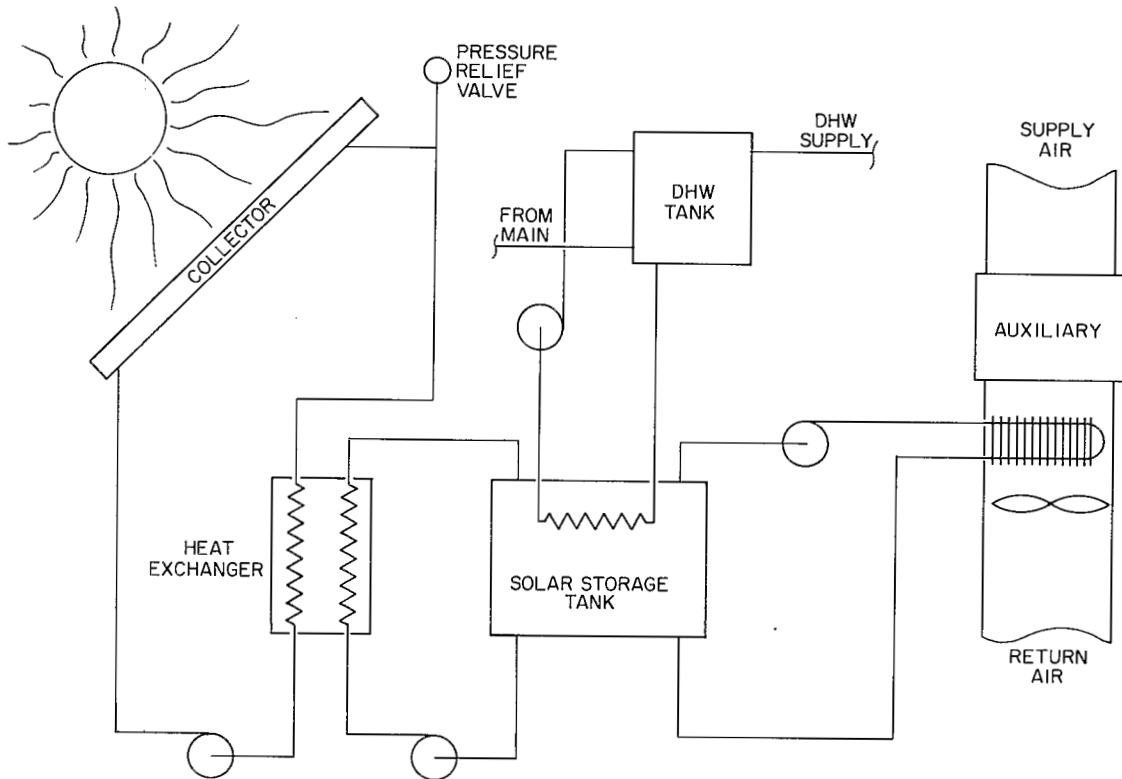 PRESSURE
RELIEF
VALVE
COLLECTOR
DHW
SUPPLY
DHW
TANK
FROM
MAIN
SUPPLY
AIR
AUXILIARY
HEAT
EXCHANGER
SOLAR STORAGE
TANK
RETURN
AIR